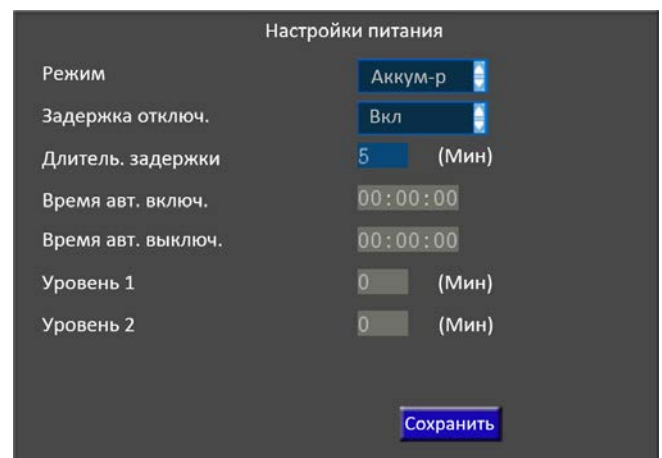 Настройки питания
Режим Аккум-р
Задержка отключ. Вкл
Длитель. задержки 5 (Мин)
Время авт. включ. 00:00:00
Время авт. выключ. 00:00:00
Уровень 1 0 (Мин)
Уровень 2 0 (Мин)
Сохранить